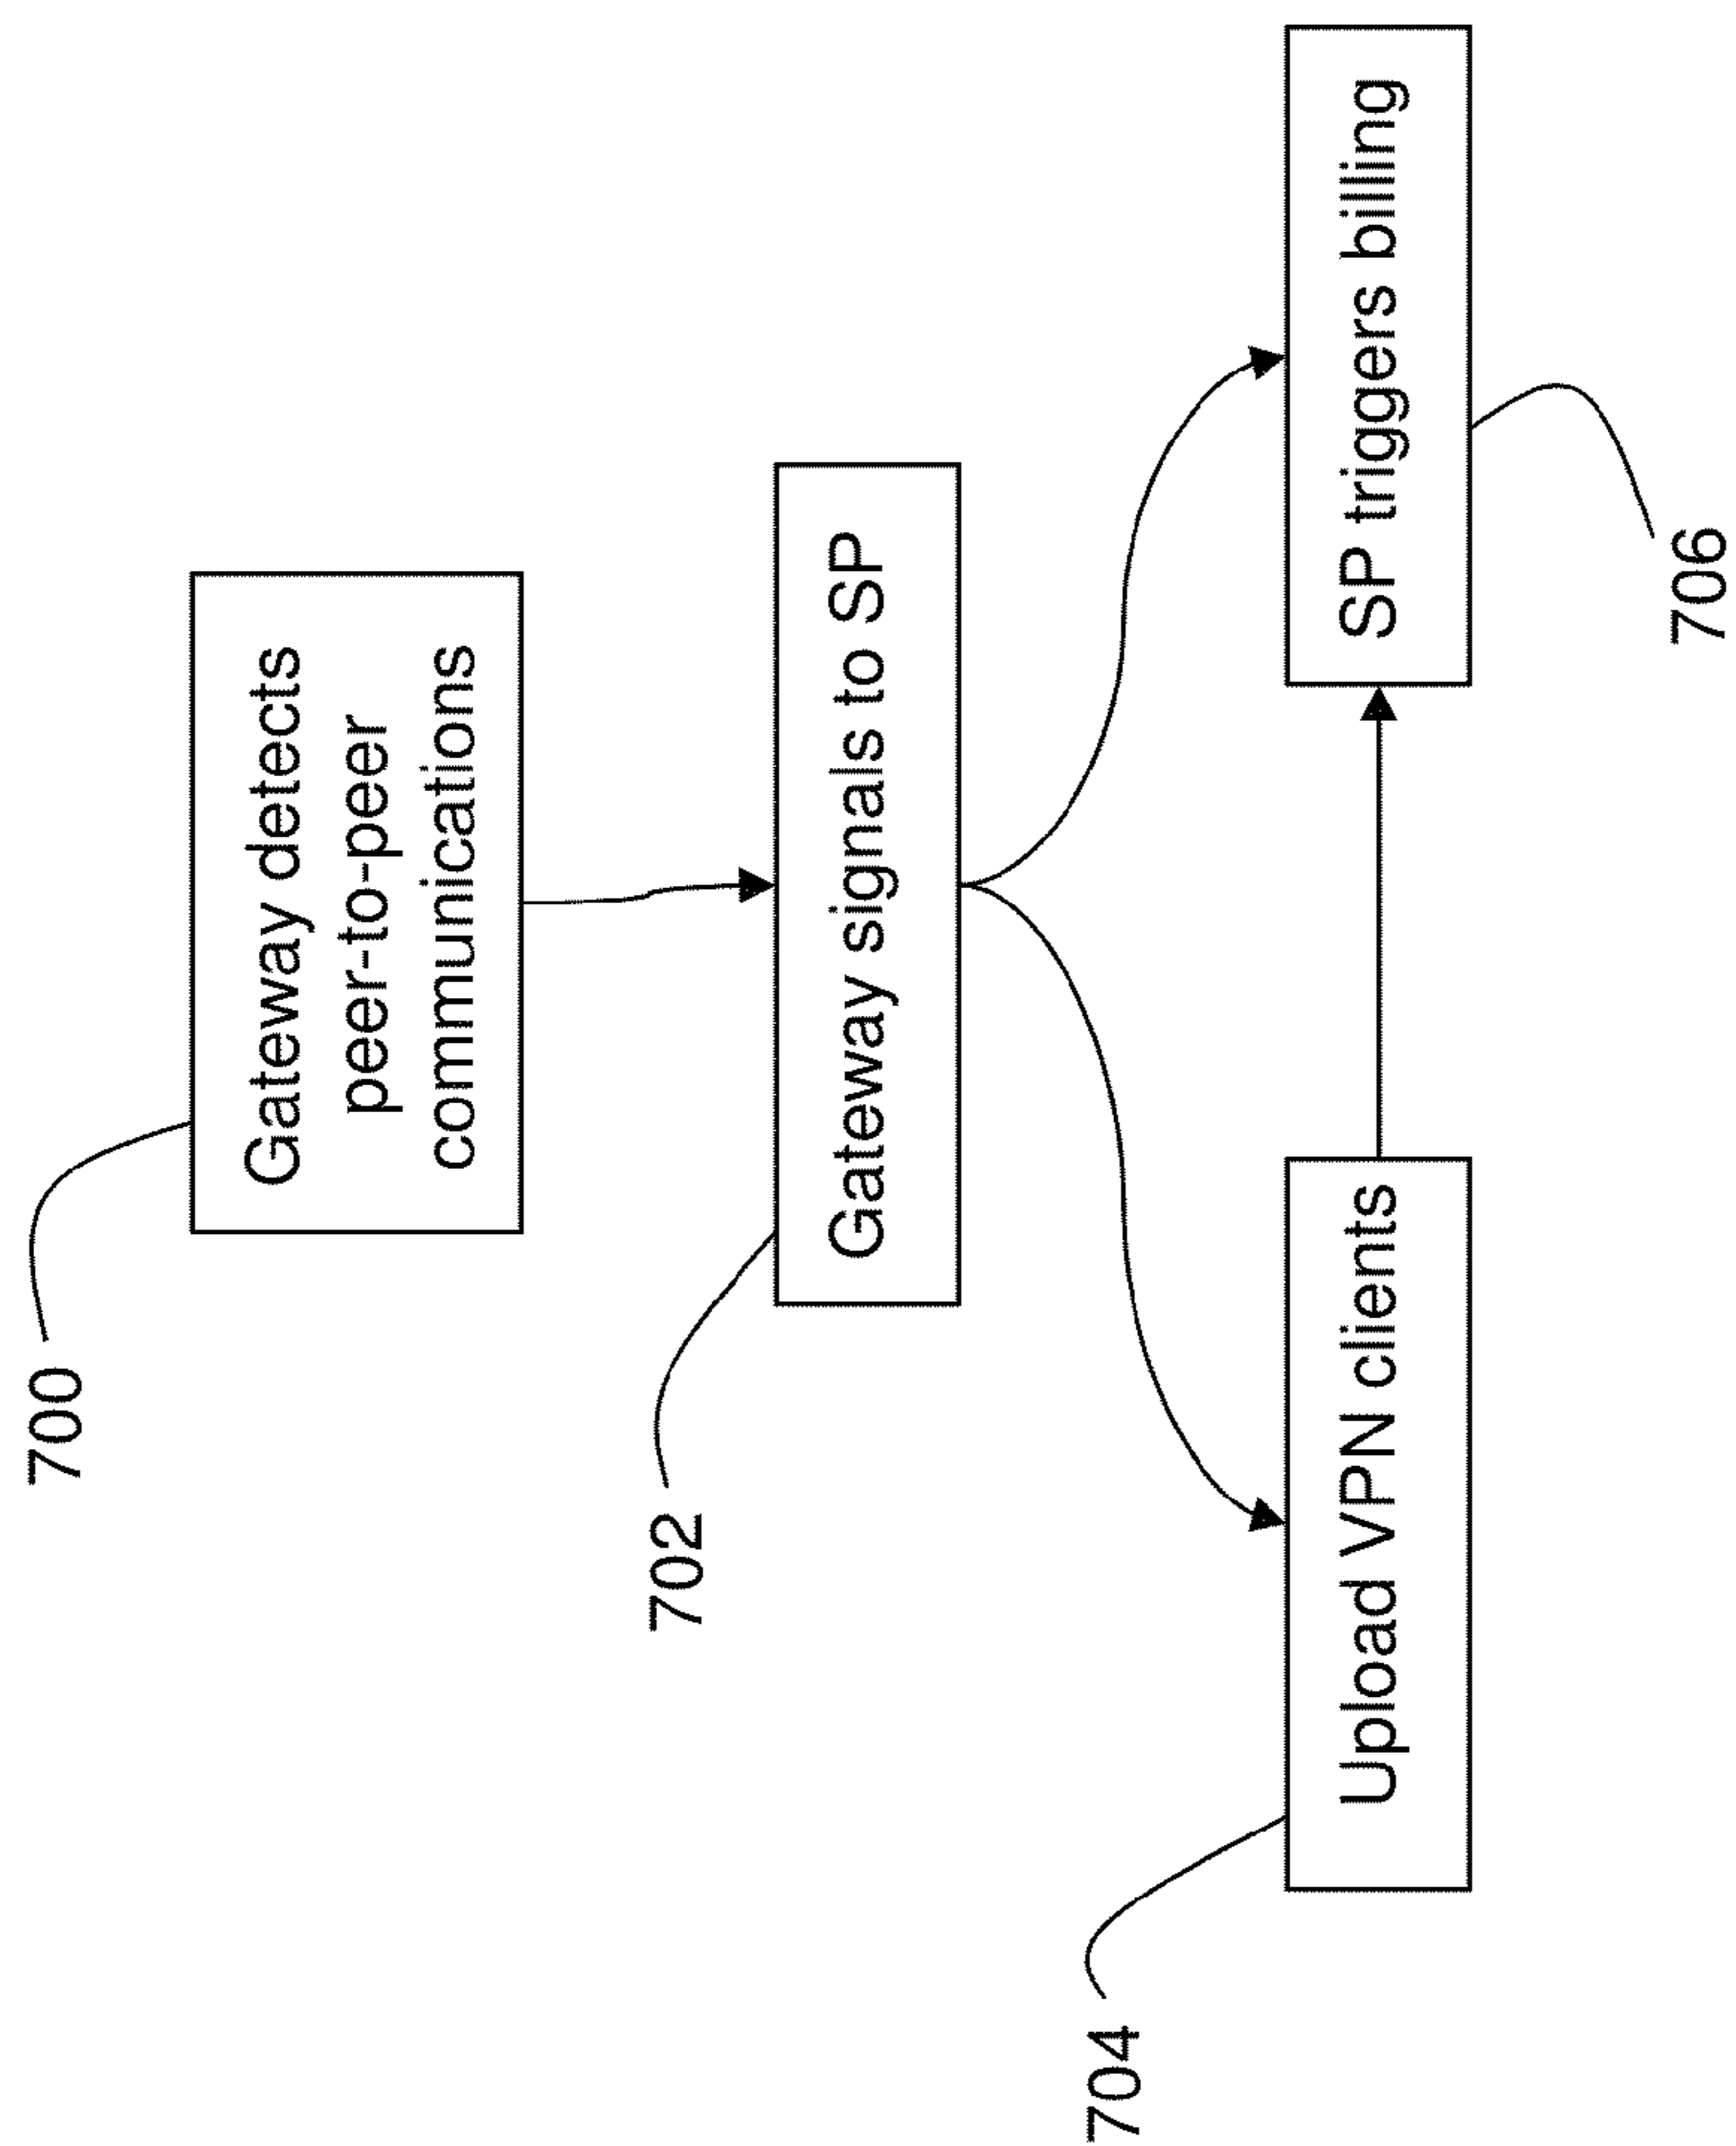 700
Gateway detects
peer-to-peer
communications
702
Gateway signals to SP
704
Upload VPN clients
SP triggers billing
706